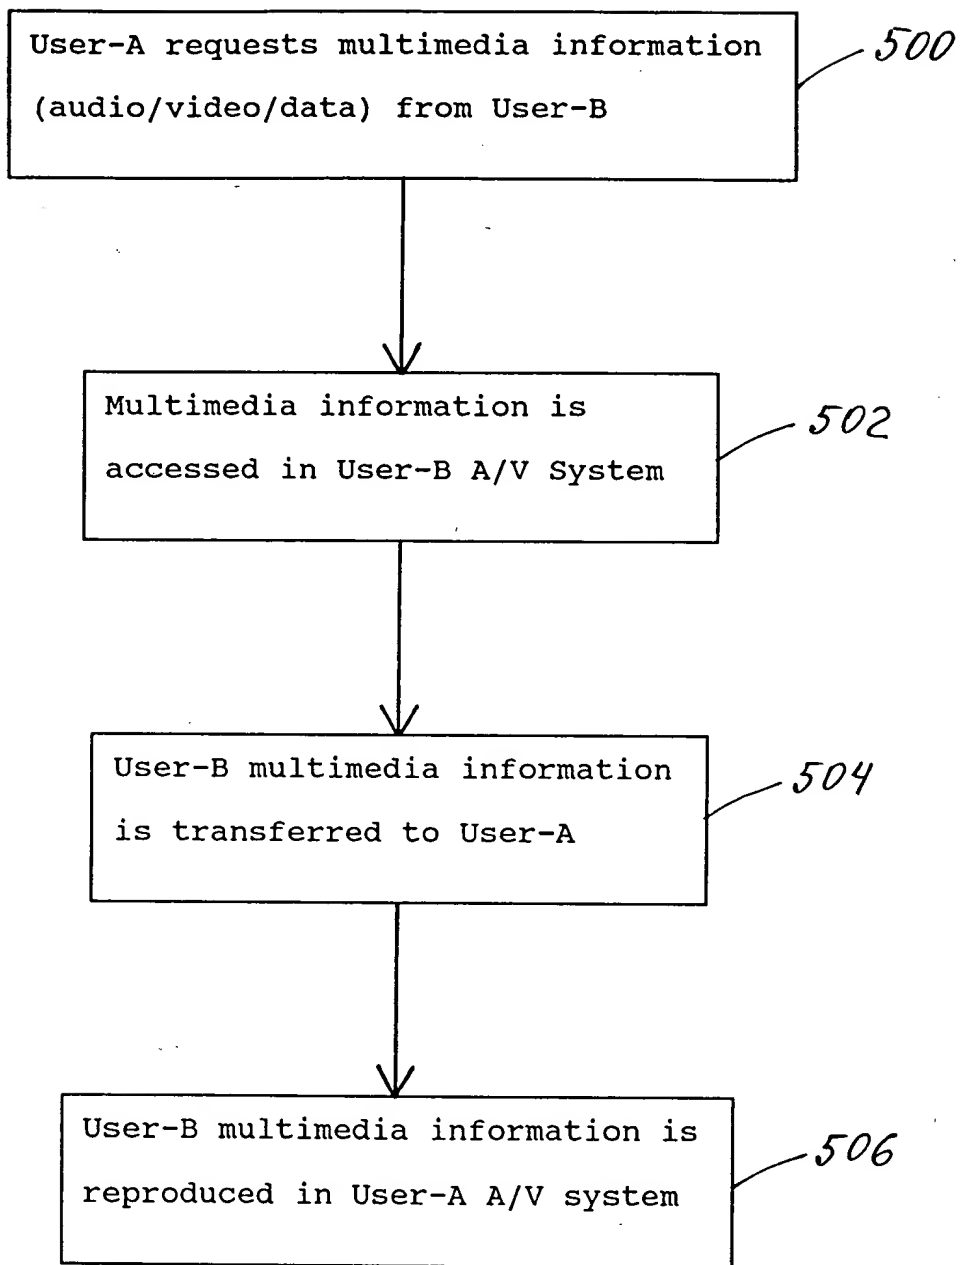 User-A requests multimedia information
(audio/video/data) from User-B
500
Multimedia information is
accessed in User-B A/V System
502
User-B multimedia information
is transferred to User-A
504
User-B multimedia information is
reproduced in User-A A/V system
506